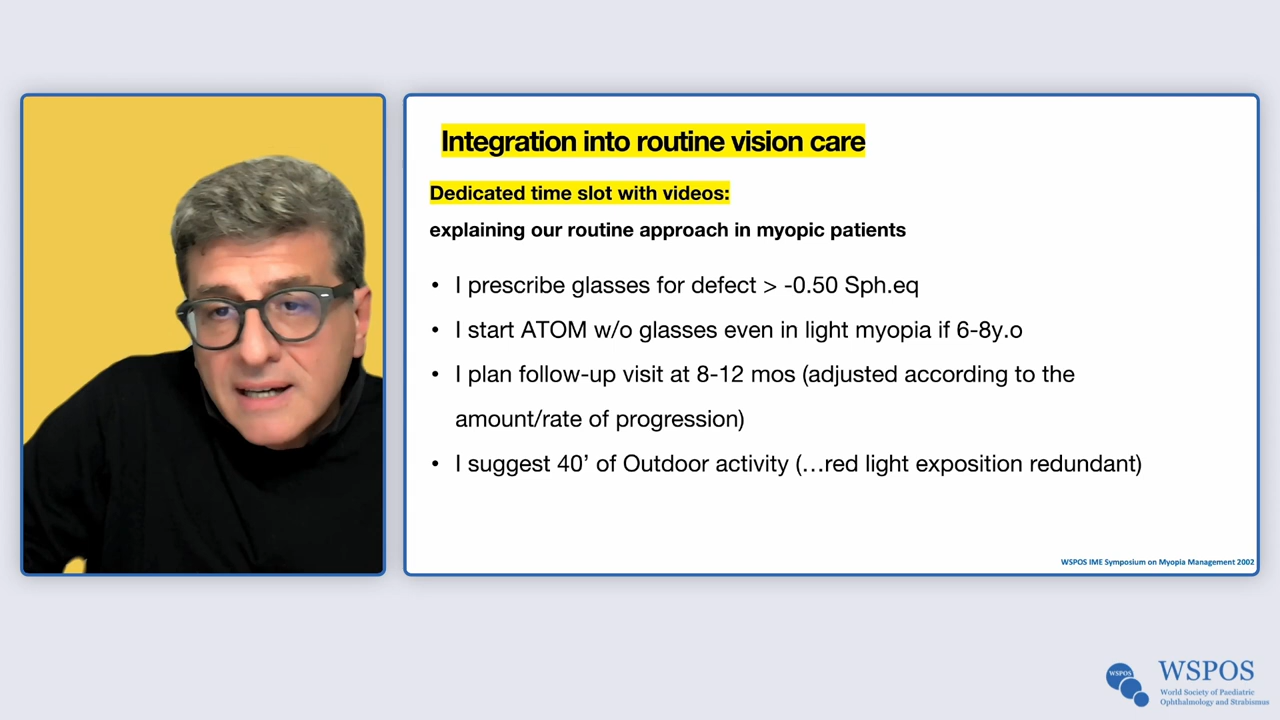 Integration into routine vision care
Dedicated time slot with videos:
explaining our routine approach in myopic patients
• I prescribe glasses for defect > -0.50 Sph.eq
• I start ATOM w/o glasses even in light myopia if 6-8y.o
• I plan follow-up visit at 8-12 mos (adjusted according to the
amount/rate of progression)
• I suggest 40’ of Outdoor activity (…red light exposition redundant)
WSPOS IME Symposium on Myopia Management 2002
WSPOS
WSPOS
World Society of Paediatric
Ophthalmology and Strabismus